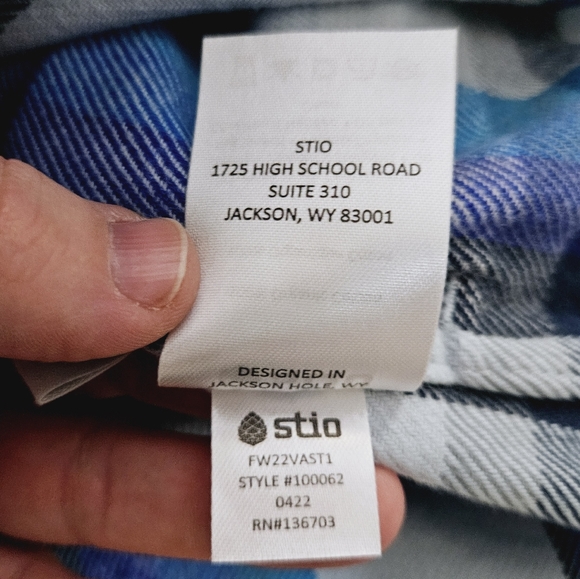 STIO
1725 HIGH SCHOOL ROAD
SUITE 310
JACKSON, WY 83001
DESIGNED IN
JACKSON HOLE, WY
stio
FW22VAST1
STYLE #100062
0422
RN#136703